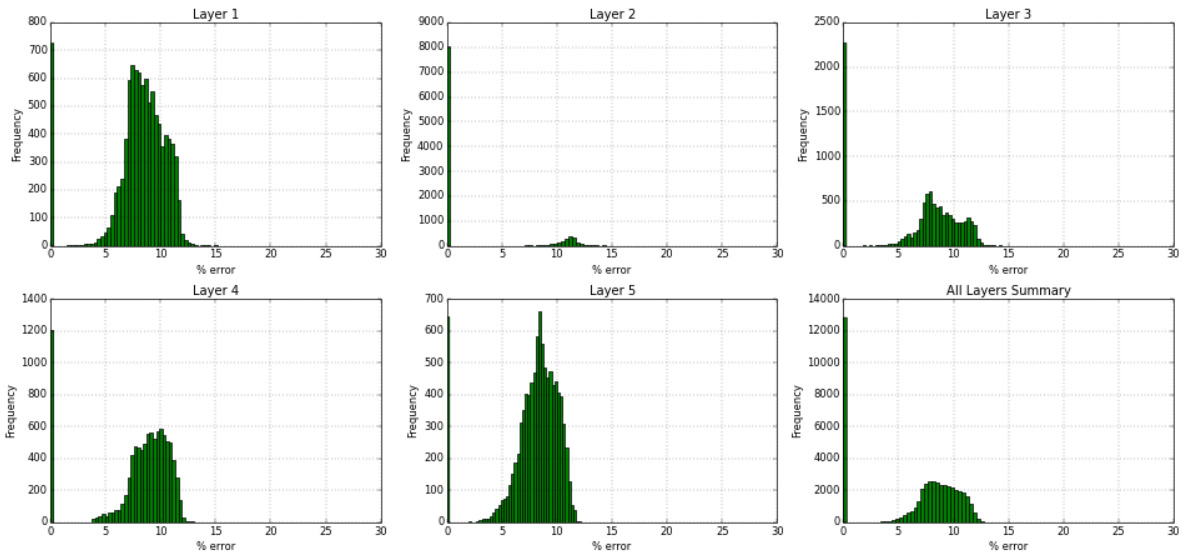 Layer 1
800
700
600
500
400
300
200
100
0
Frequency
0 5 10 15 20 25 30
% error
Layer 2
9000
8000
7000
6000
5000
4000
3000
2000
1000
0
Frequency
0 5 10 15 20 25 30
% error
Layer 3
2500
2000
1500
1000
500
0
Frequency
0 5 10 15 20 25 30
% error
Layer 4
1400
1200
1000
800
600
400
200
0
Frequency
0 5 10 15 20 25 30
% error
Layer 5
700
600
500
400
300
200
100
0
Frequency
0 5 10 15 20 25 30
% error
All Layers Summary
14000
12000
10000
8000
6000
4000
2000
0
Frequency
0 5 10 15 20 25 30
% error